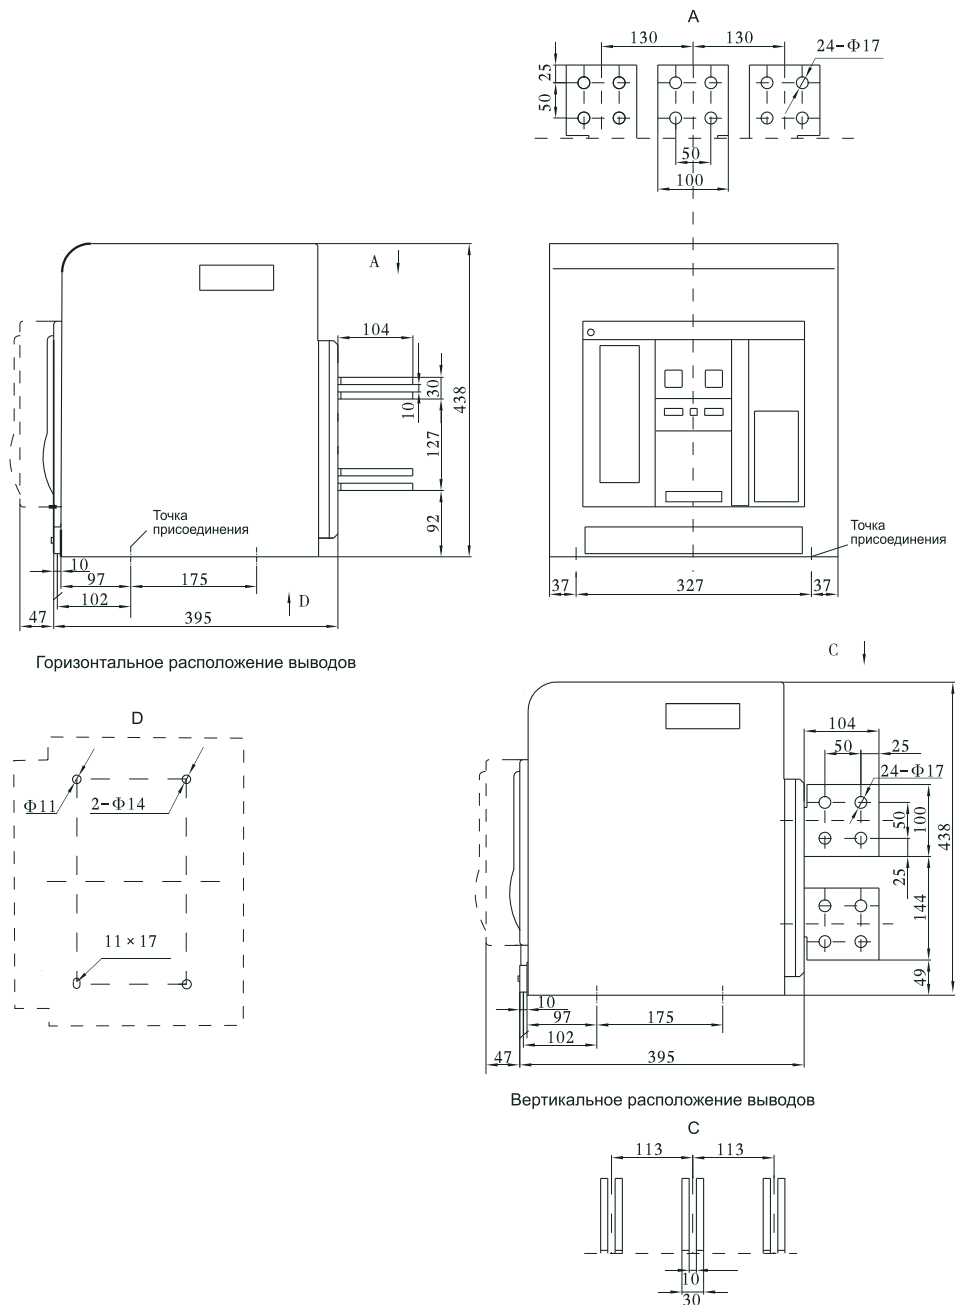 A
130
130
24-Φ17
25
50
50
100
A
104
30
10
438
127
92
Точка
присоединения
10
97
175
102
D
47
395
Точка
присоединения
37
327
37
Горизонтальное расположение выводов
C
D
Φ11
2-Φ14
11×17
104
50
25
24-Φ17
50
100
438
25
144
49
10
97
175
102
47
395
Вертикальное расположение выводов
C
113
113
10
30